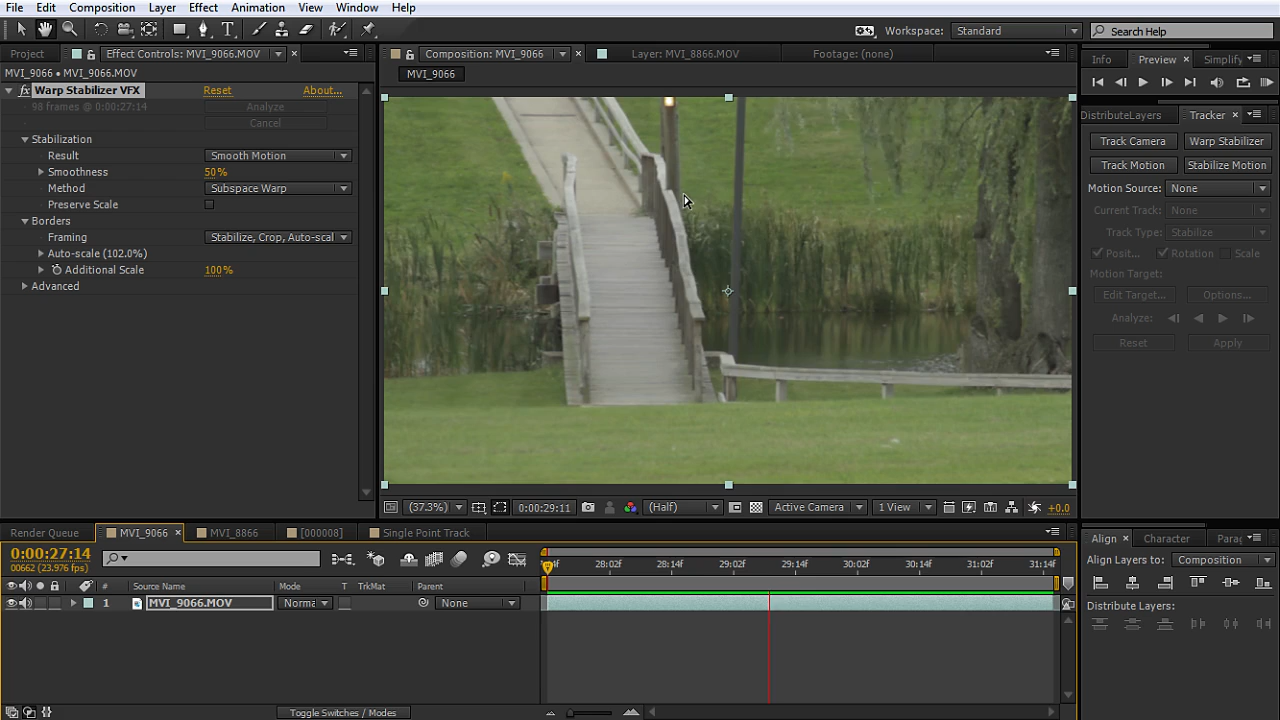 File Edit Composition Layer Effect Animation View Window Help
Workspace: Standard Search Help
Project Effect Controls: MVI_9066.MOV Composition: MVI_9066 Layer: MVI_8866.MOV Footage: (none) Info Preview Simplify
MVI_9066 • MVI_9066.MOV MVI_9066
fx Warp Stabilizer VFX Reset About...
98 frames @ 0:00:27:14 Analyze
Cancel
Stabilization
Result Smooth Motion
Smoothness 50%
Method Subspace Warp
Preserve Scale
Borders
Framing Stabilize, Crop, Auto-scal
Auto-scale (102.0%)
Additional Scale 100%
Advanced
DistributeLayers Tracker
Track Camera Warp Stabilizer
Track Motion Stabilize Motion
Motion Source: None
Current Track: None
Track Type: Stabilize
Posit... Rotation Scale
Motion Target:
Edit Target... Options...
Analyze:
Reset Apply
(37.3%) 0:00:29:11 (Half) Active Camera 1 View +0.0
Render Queue MVI_9066 MVI_8866 [000008] Single Point Track
Align Character Parag
0:00:27:14
00662 (23.976 fps)
Align Layers to: Composition
28:02f 28:14f 29:02f 29:14f 30:02f 30:14f 31:02f 31:14f
# Source Name Mode T TrkMat Parent
1 MVI_9066.MOV Norma None
Distribute Layers:
Toggle Switches / Modes